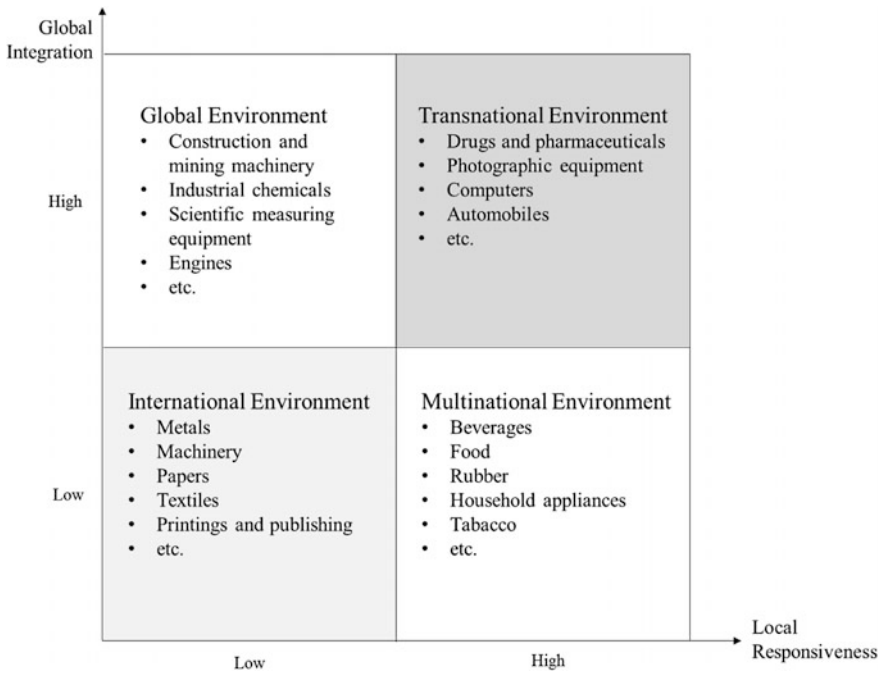 Global
Integration
High
Low
Global Environment
• Construction and
mining machinery
• Industrial chemicals
• Scientific measuring
equipment
• Engines
• etc.
Transnational Environment
• Drugs and pharmaceuticals
• Photographic equipment
• Computers
• Automobiles
• etc.
International Environment
• Metals
• Machinery
• Papers
• Textiles
• Printings and publishing
• etc.
Multinational Environment
• Beverages
• Food
• Rubber
• Household appliances
• Tabacco
• etc.
Low
High
Local
Responsiveness